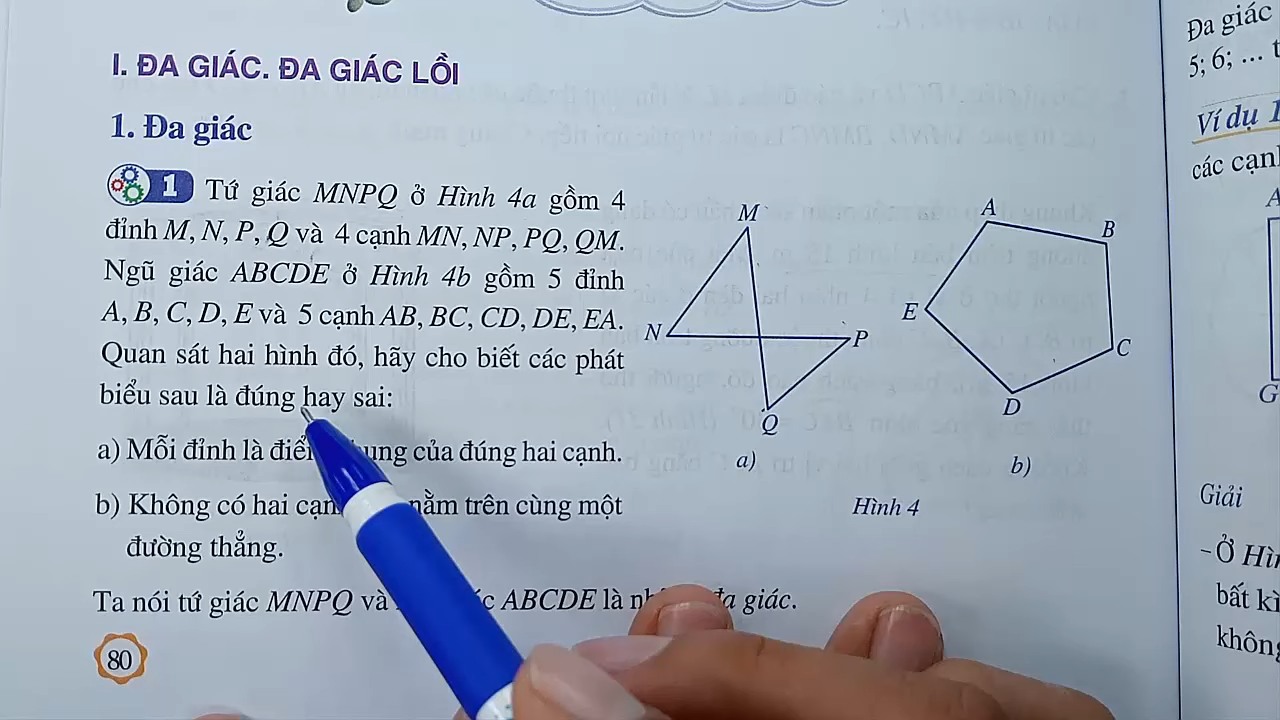 I. ĐA GIÁC. ĐA GIÁC LỒI
1. Đa giác
1 Tứ giác MNPQ ở Hình 4a gồm 4
đỉnh M, N, P, Q và 4 cạnh MN, NP, PQ, QM.
Ngũ giác ABCDE ở Hình 4b gồm 5 đỉnh
A, B, C, D, E và 5 cạnh AB, BC, CD, DE, EA.
Quan sát hai hình đó, hãy cho biết các phát
biểu sau là đúng hay sai:
a) Mỗi đỉnh là điểm chung của đúng hai cạnh.
b) Không có hai cạnh nằm trên cùng một
đường thẳng.
Ta nói tứ giác MNPQ và ABCDE là đa giác.
80
M
N
P
Q
a)
A
B
E
C
D
b)
Hình 4
Đa giác
5; 6; ...
Ví dụ 1
các cạn
A
G
Giải
- Ở Hì
bất kì
không